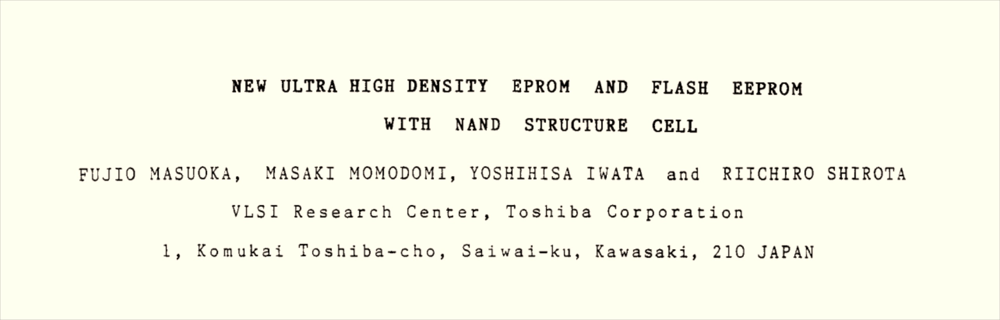 NEW ULTRA HIGH DENSITY EPROM AND FLASH EEPROM
WITH NAND STRUCTURE CELL
FUJIO MASUOKA, MASAKI MOMODOMI, YOSHIHISA IWATA and RIICHIRO SHIROTA
VLSI Research Center, Toshiba Corporation
1, Komukai Toshiba-cho, Saiwai-ku, Kawasaki, 210 JAPAN